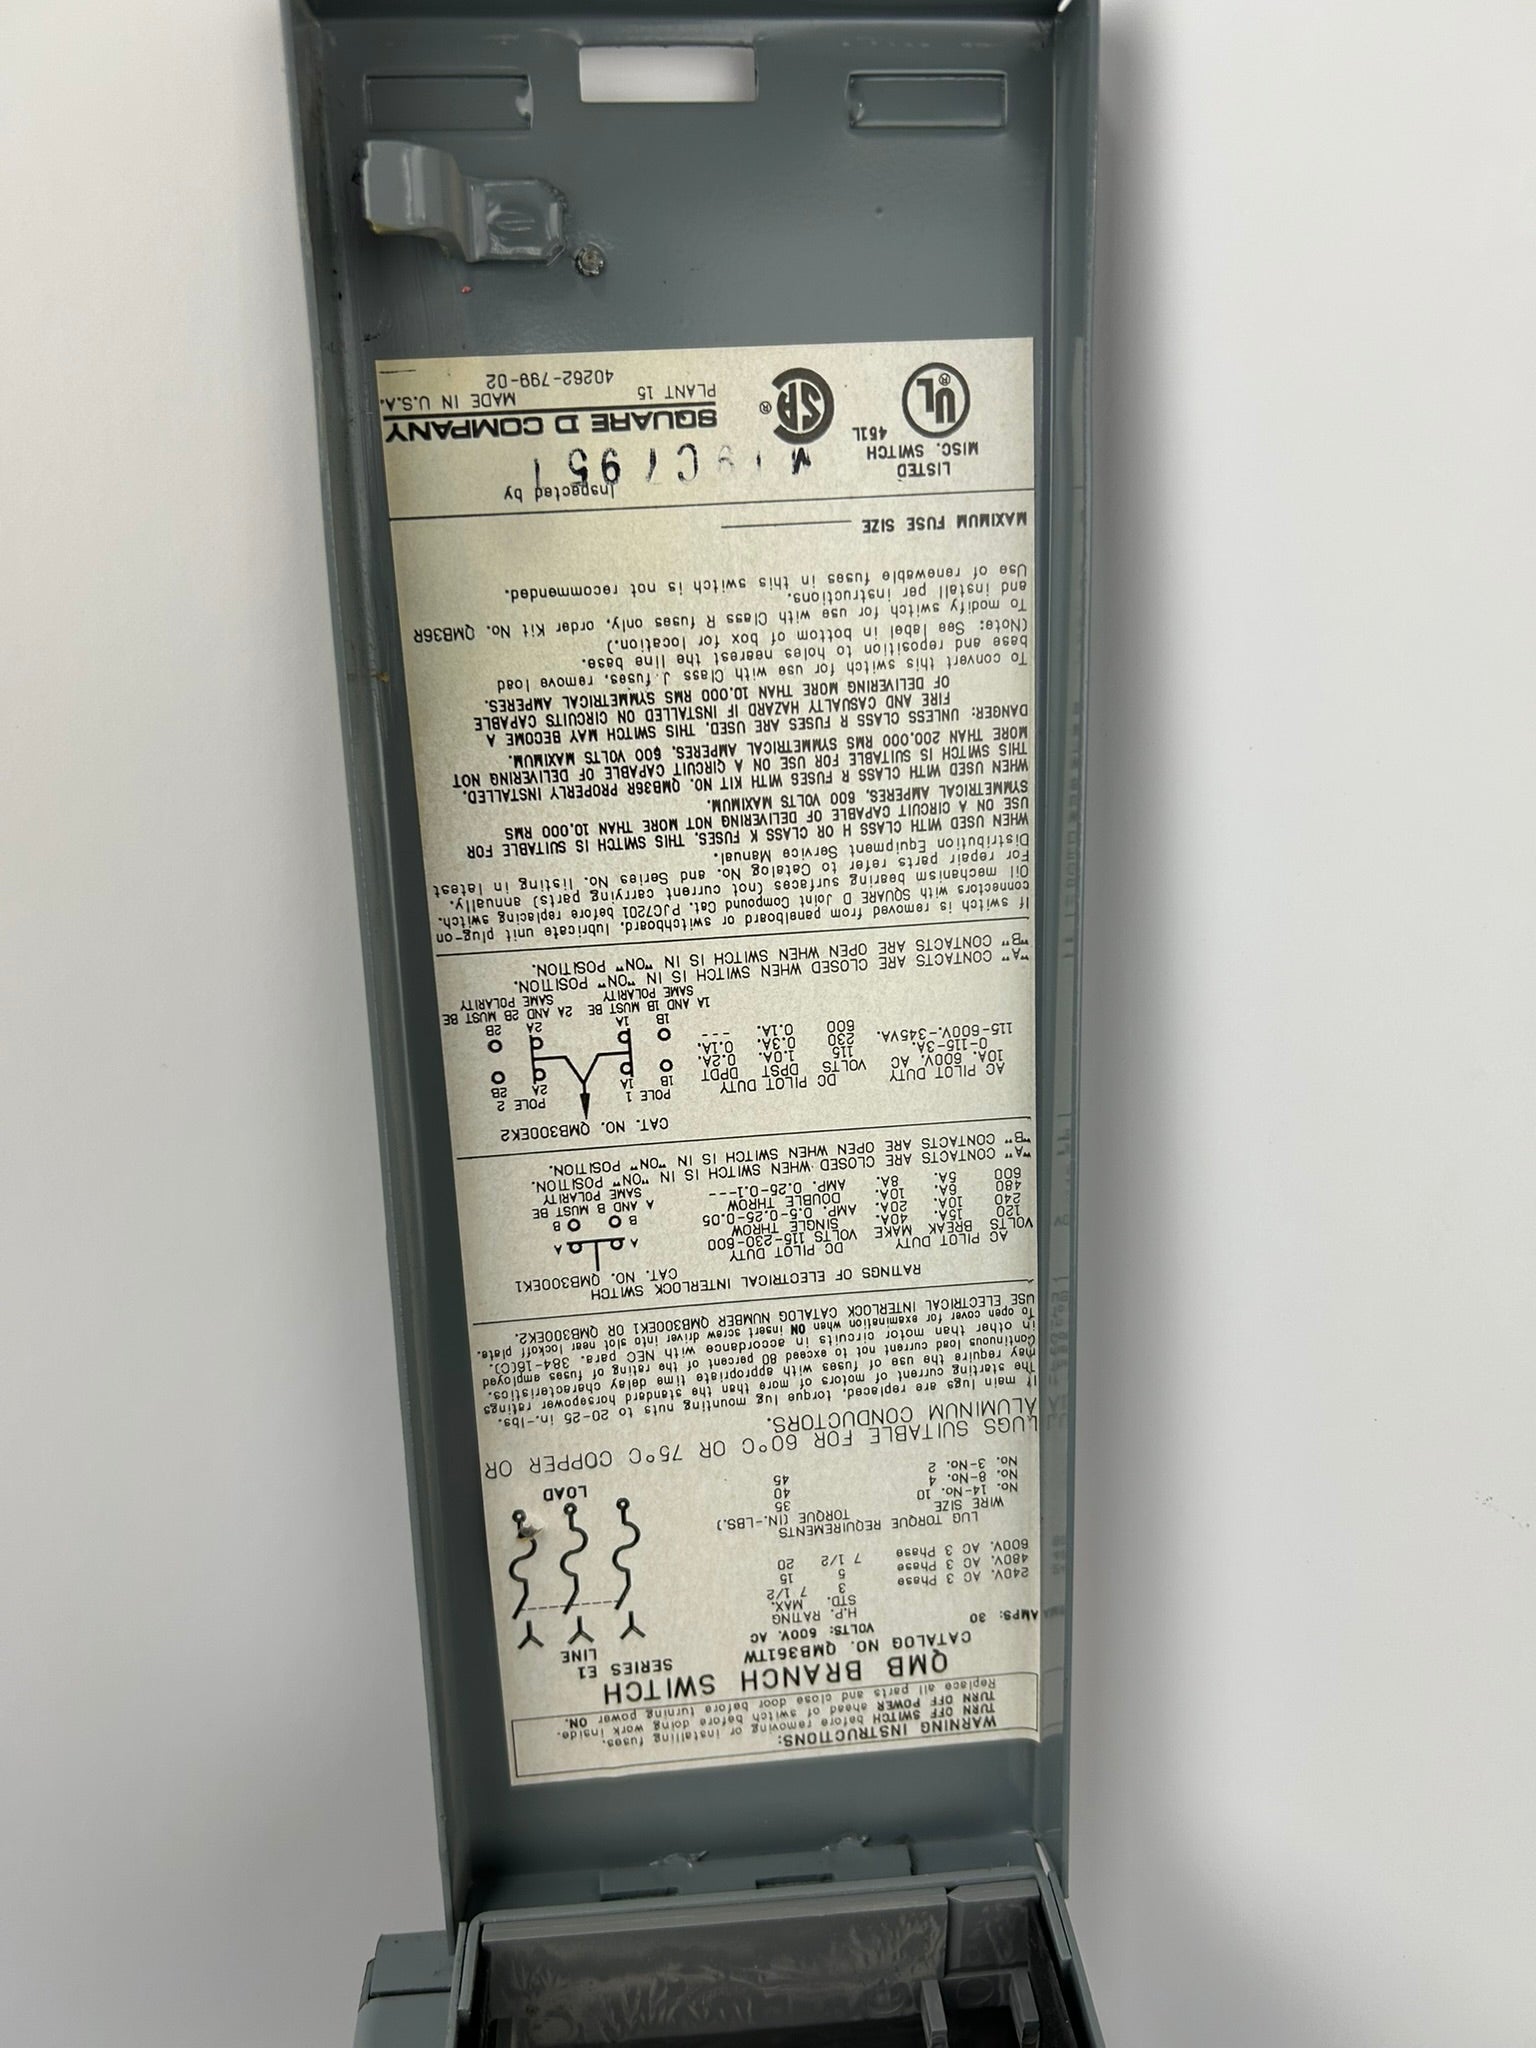 WARNING INSTRUCTIONS:
TURN OFF SWITCH before removing or installing fuses.
TURN OFF POWER ahead of switch before doing work inside.
Replace all parts and close door before turning power ON.
QMB BRANCH SWITCH
CATALOG NO. QMB361TW SERIES E1
AMPS: 30 VOLTS: 600V. AC
H.P. RATING
STD. MAX.
240V. AC 3 Phase 3 7 1/2
480V. AC 3 Phase 5 15
600V. AC 3 Phase 7 1/2 20
LINE
LOAD
LUG TORQUE REQUIREMENTS
WIRE SIZE TORQUE (IN.-LBS.)
No. 14-No. 10 35
No. 8-No. 4 40
No. 3-No. 2 45
LUGS SUITABLE FOR 60°C OR 75°C COPPER OR
ALUMINUM CONDUCTORS.
If main lugs are replaced, torque lug mounting nuts to 20-25 in.-lbs.
The starting current of motors of more than the standard horsepower ratings
may require the use of fuses with appropriate time delay characteristics.
Continuous load current not to exceed 80 percent of the rating of fuses employed
in other than motor circuits in accordance with NEC para. 384-16(C).
To open cover for examination when ON insert screw driver into slot near lockoff plate.
USE ELECTRICAL INTERLOCK CATALOG NUMBER QMB300EK1 OR QMB300EK2.
RATINGS OF ELECTRICAL INTERLOCK SWITCH
CAT. NO. QMB300EK1
AC PILOT DUTY DC PILOT DUTY
VOLTS BREAK MAKE VOLTS 115-230-600
120 15A. 40A. SINGLE THROW
240 10A. 20A. AMP. 0.5-0.25-0.05
480 6A. 10A. DOUBLE THROW
600 5A. 8A. AMP. 0.25-0.1---
A A
B B
A AND B MUST BE
SAME POLARITY
"A" CONTACTS ARE CLOSED WHEN SWITCH IS IN "ON" POSITION.
"B" CONTACTS ARE OPEN WHEN SWITCH IS IN "ON" POSITION.
CAT. NO. QMB300EK2
AC PILOT DUTY DC PILOT DUTY
10A. 600V. AC VOLTS DPST DPDT
0-115-3A. 115 1.0A. 0.2A.
115-600V.-345VA. 230 0.3A. 0.1A.
600 0.1A. ---
POLE 1 POLE 2
1B 1A 2A 2B
1B 1A 2A 2B
1A AND 1B MUST BE SAME POLARITY
2A AND 2B MUST BE SAME POLARITY
"A" CONTACTS ARE CLOSED WHEN SWITCH IS IN "ON" POSITION.
"B" CONTACTS ARE OPEN WHEN SWITCH IS IN "ON" POSITION.
If switch is removed from panelboard or switchboard, lubricate unit plug-on
connectors with SQUARE D Joint Compound Cat. PJC7201 before replacing switch.
Oil mechanism bearing surfaces (not current carrying parts) annually.
For repair parts refer to Catalog No. and Series No. listing in latest
Distribution Equipment Service Manual.
WHEN USED WITH CLASS H OR CLASS K FUSES, THIS SWITCH IS SUITABLE FOR
USE ON A CIRCUIT CAPABLE OF DELIVERING NOT MORE THAN 10,000 RMS
SYMMETRICAL AMPERES, 600 VOLTS MAXIMUM.
WHEN USED WITH CLASS R FUSES WITH KIT NO. QMB36R PROPERLY INSTALLED,
THIS SWITCH IS SUITABLE FOR USE ON A CIRCUIT CAPABLE OF DELIVERING NOT
MORE THAN 200,000 RMS SYMMETRICAL AMPERES, 600 VOLTS MAXIMUM.
DANGER: UNLESS CLASS R FUSES ARE USED, THIS SWITCH MAY BECOME A
FIRE AND CASUALTY HAZARD IF INSTALLED ON CIRCUITS CAPABLE
OF DELIVERING MORE THAN 10,000 RMS SYMMETRICAL AMPERES.
To convert this switch for use with Class J fuses, remove load
base and reposition to holes nearest the line base.
(Note: See label in bottom of box for location.)
To modify switch for use with Class R fuses only, order Kit No. QMB36R
and install per instructions.
Use of renewable fuses in this switch is not recommended.
MAXIMUM FUSE SIZE
Inspected by
LISTED
MISC. SWITCH
451L
UL ®
SA ®
SQUARE D COMPANY
PLANT 15 MADE IN U.S.A.
40262-799-02